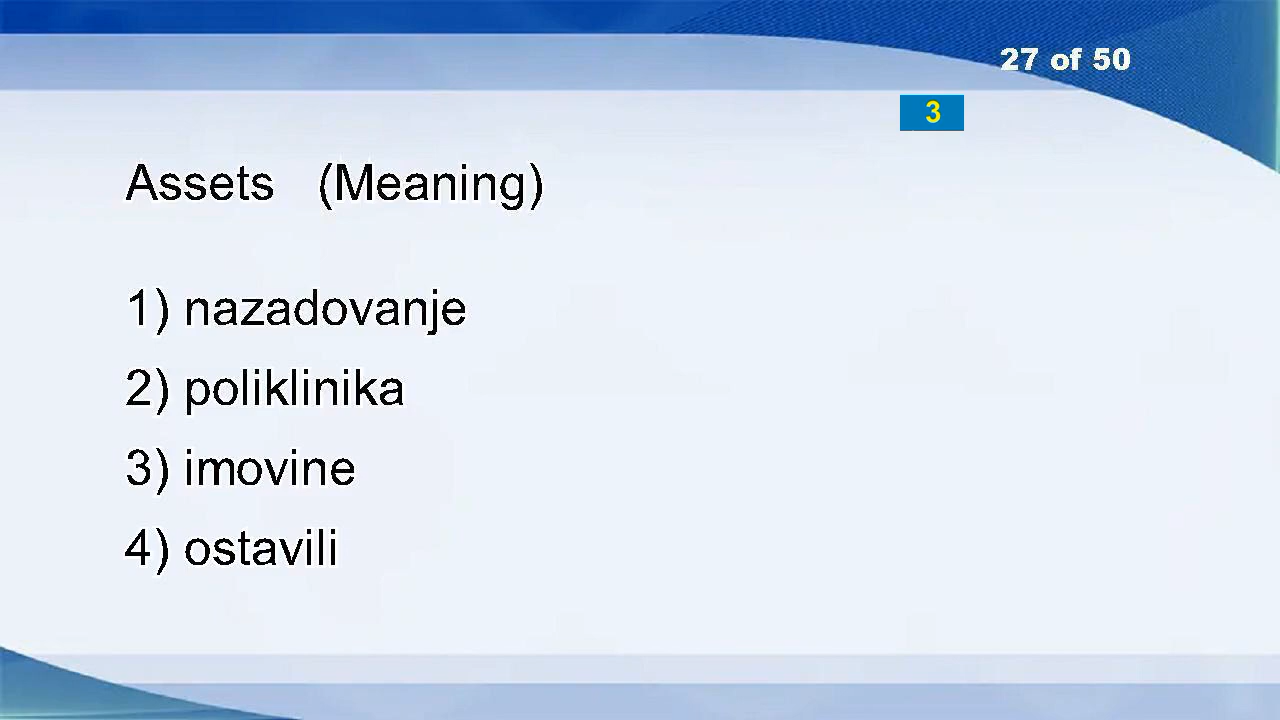 27 of 50
3
Assets (Meaning)
1) nazadovanje
2) poliklinika
3) imovine
4) ostavili